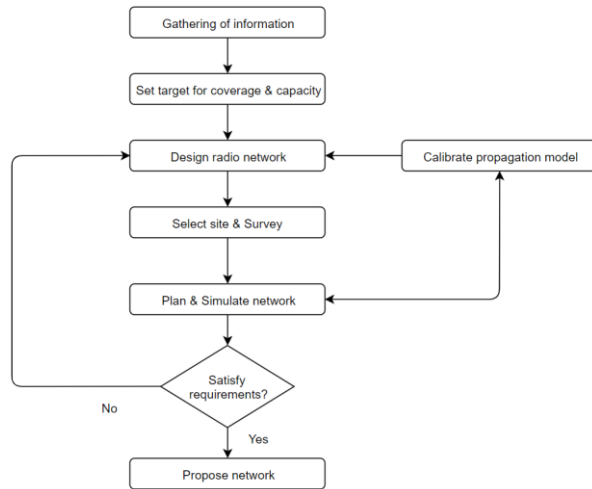 Gathering of information
Set target for coverage & capacity
Design radio network
Calibrate propagation model
Select site & Survey
Plan & Simulate network
Satisfy
requirements?
No
Yes
Propose network